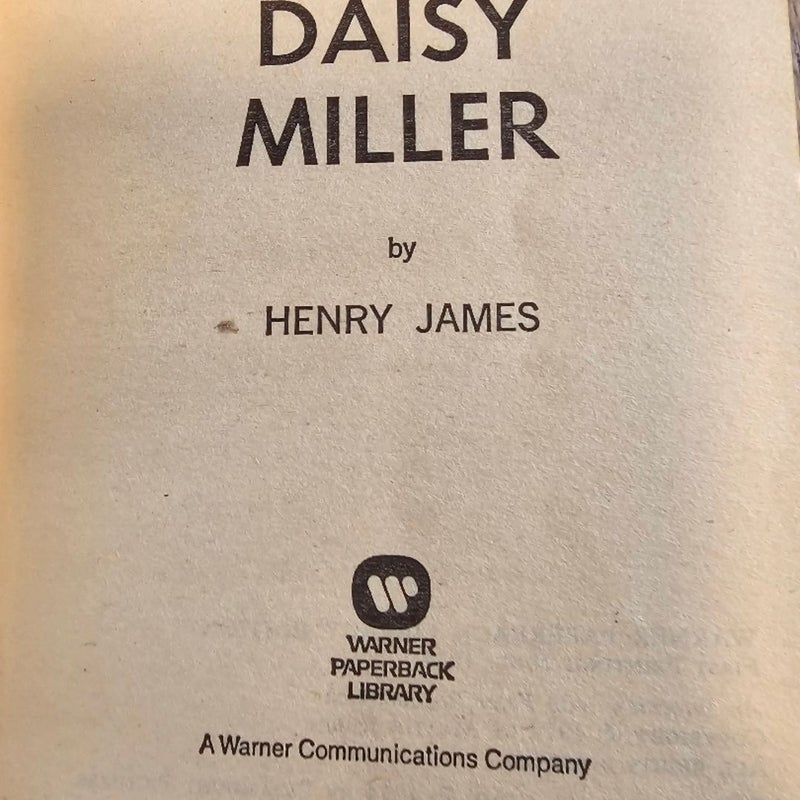 DAISY
MILLER
by
HENRY JAMES
WARNER
PAPERBACK
LIBRARY
A Warner Communications Company